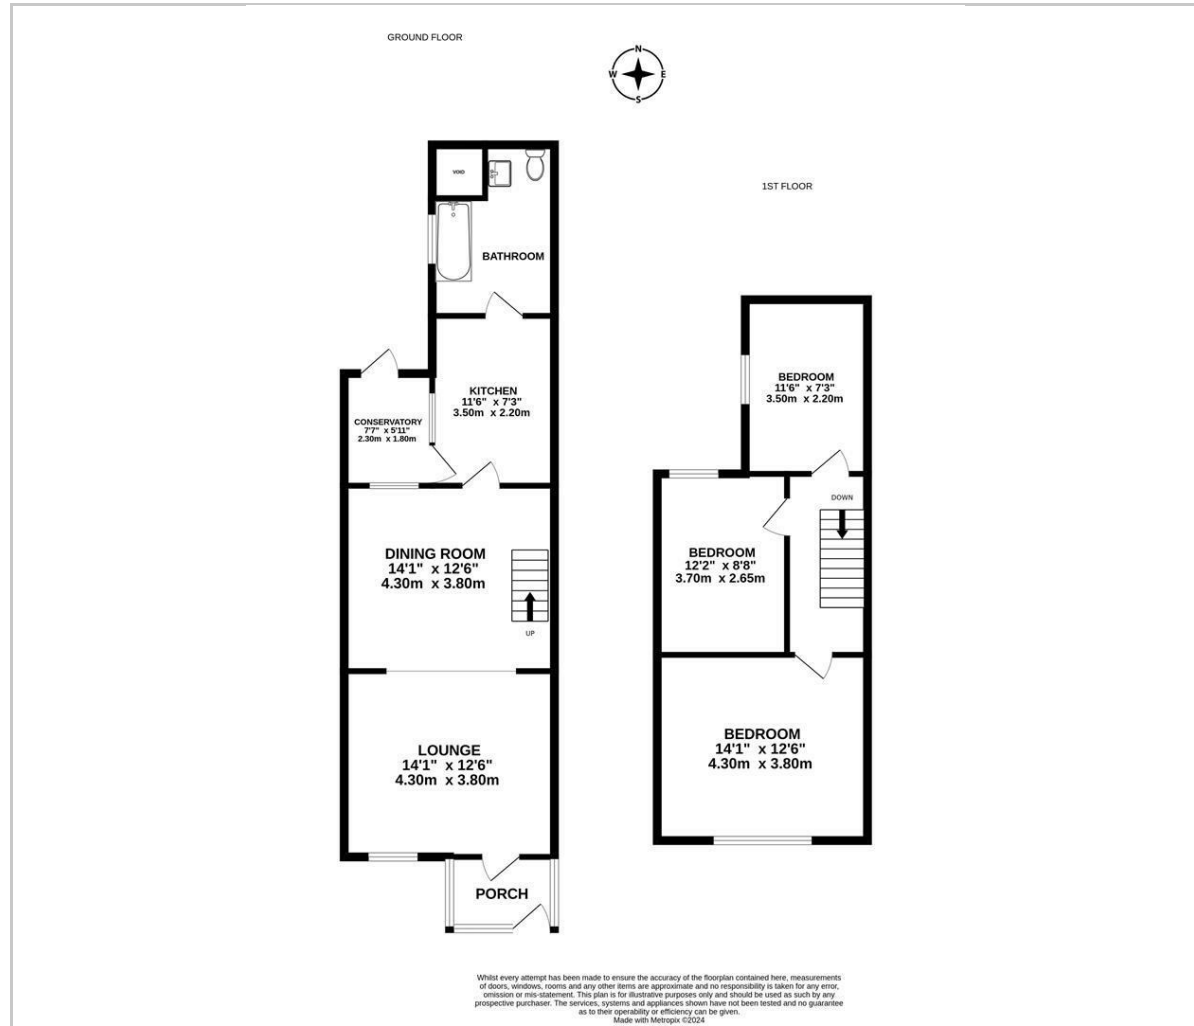 GROUND FLOOR
N
W E
S
1ST FLOOR
VOID
BATHROOM
KITCHEN
11'6" x 7'3"
3.50m x 2.20m
CONSERVATORY
7'7" x 5'11"
2.30m x 1.80m
DINING ROOM
14'1" x 12'6"
4.30m x 3.80m
UP
LOUNGE
14'1" x 12'6"
4.30m x 3.80m
PORCH
BEDROOM
11'6" x 7'3"
3.50m x 2.20m
DOWN
BEDROOM
12'2" x 8'8"
3.70m x 2.65m
BEDROOM
14'1" x 12'6"
4.30m x 3.80m
Whilst every attempt has been made to ensure the accuracy of the floorplan contained here, measurements
of doors, windows, rooms and any other items are approximate and no responsibility is taken for any error,
omission or mis-statement. This plan is for illustrative purposes only and should be used as such by any
prospective purchaser. The services, systems and appliances shown have not been tested and no guarantee
as to their operability or efficiency can be given.
Made with Metropix ©2024